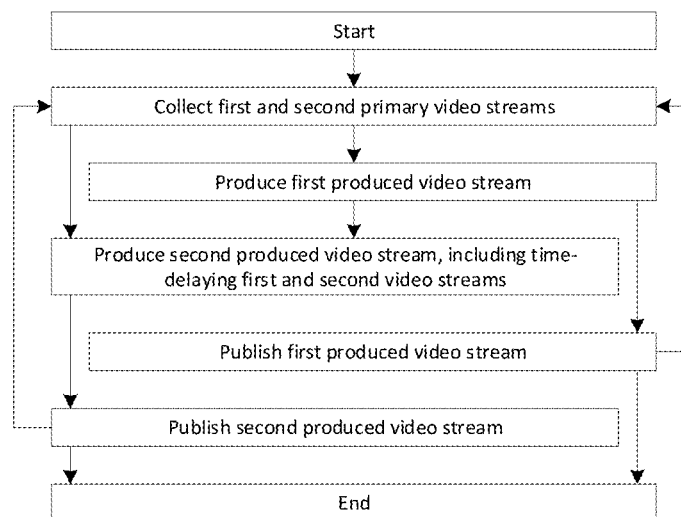 Start
Collect first and second primary video streams
Produce first produced video stream
Produce second produced video stream, including time-
delaying first and second video streams
Publish first produced video stream
Publish second produced video stream
End